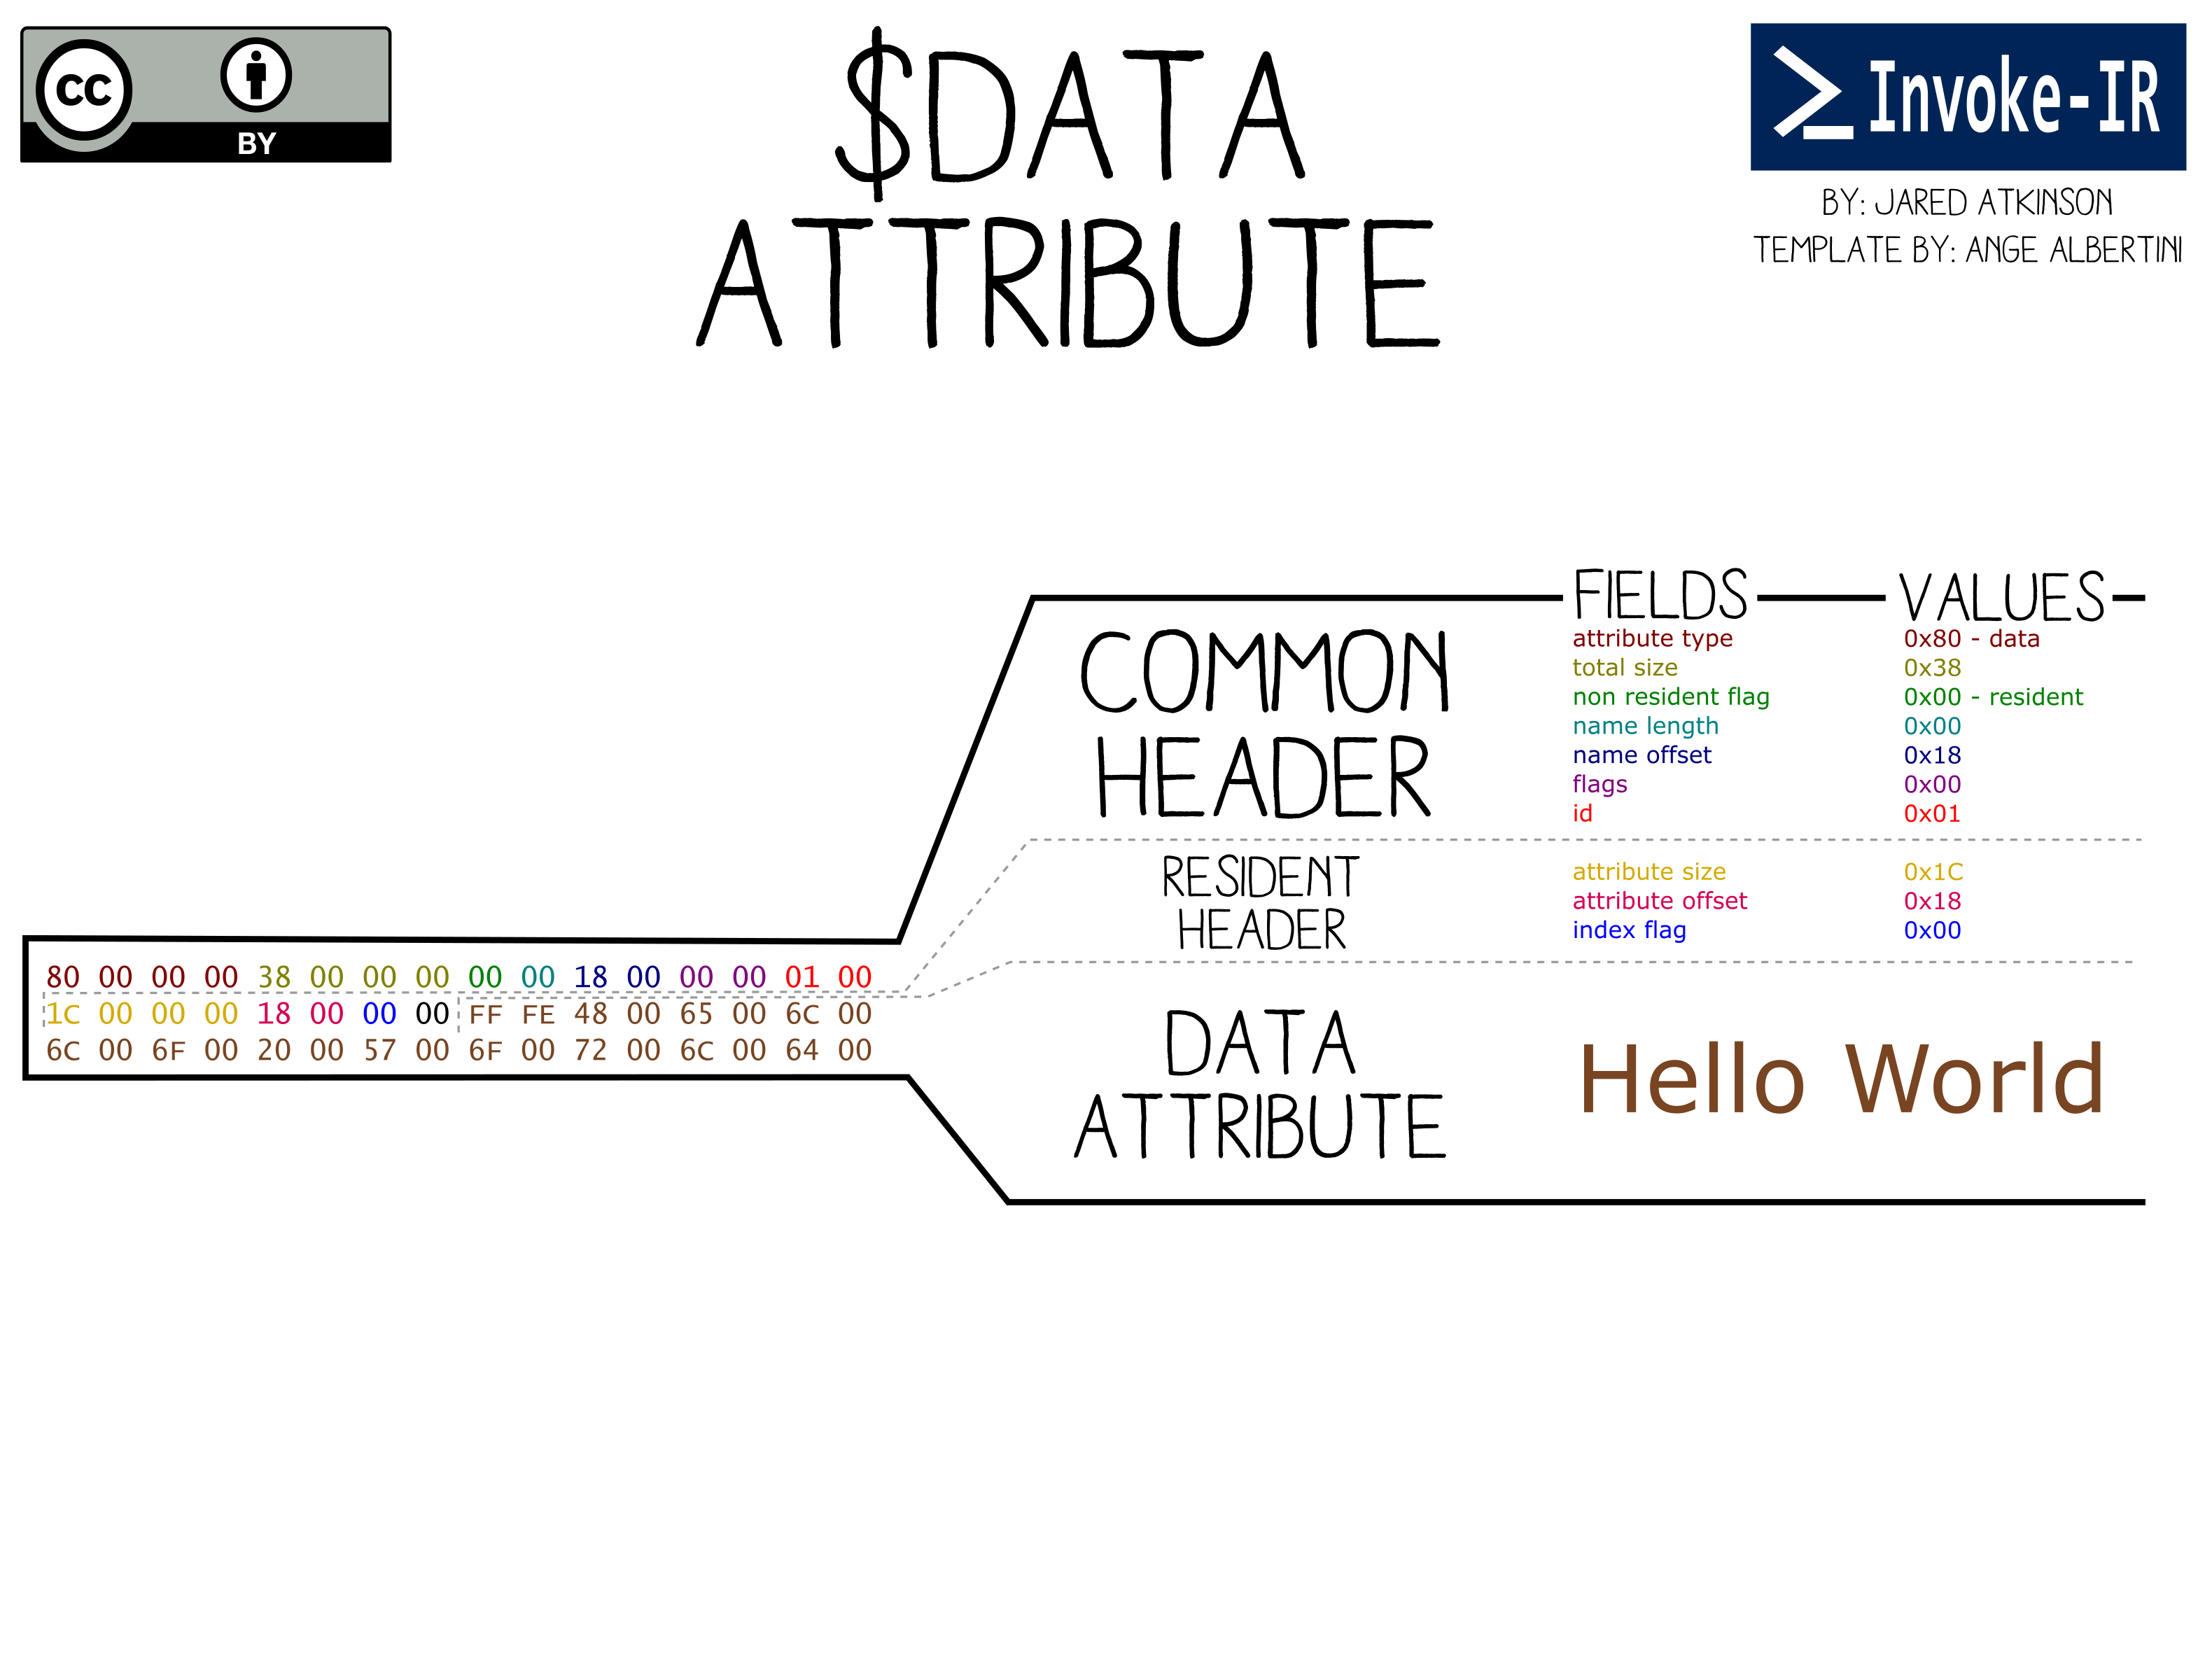 cc
BY
$DATA
ATTRIBUTE
Invoke-IR
BY: JARED ATKINSON
TEMPLATE BY: ANGE ALBERTINI
FIELDS VALUES
COMMON
HEADER
attribute type 0x80 - data
total size 0x38
non resident flag 0x00 - resident
name length 0x00
name offset 0x18
flags 0x00
id 0x01
RESIDENT
HEADER
attribute size 0x1C
attribute offset 0x18
index flag 0x00
80 00 00 00 38 00 00 00 00 00 18 00 00 00 01 00
1C 00 00 00 18 00 00 00 FF FE 48 00 65 00 6C 00
6C 00 6F 00 20 00 57 00 6F 00 72 00 6C 00 64 00
DATA
ATTRIBUTE
Hello World